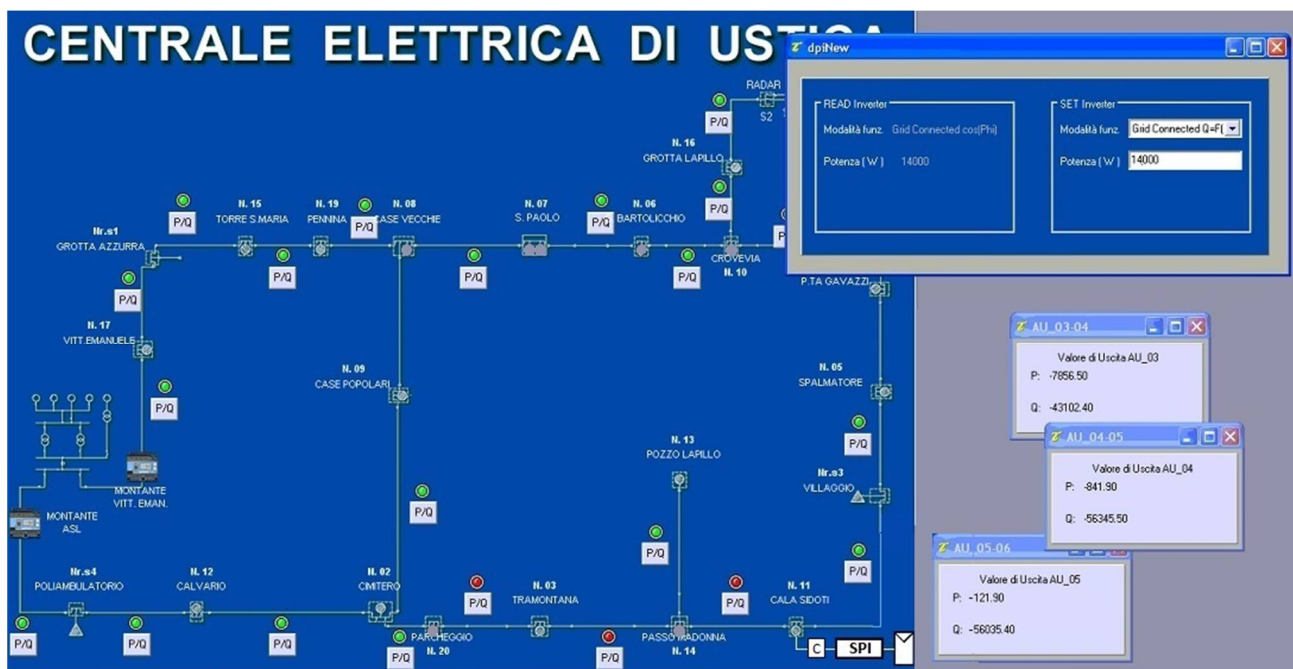 CENTRALE ELETTRICA DI USTICA
dpiNew
READ Inverter
Modalità funz. Grid Connected cos(Phi)
Potenza ( W ) 14000
SET Inverter
Modalità funz. Grid Connected Q=F(
Potenza ( W ) 14000
RADAR
S2
P/Q
N. 16
GROTTA LAPILLO
P/Q
P/Q
N. 15
TORRE S.MARIA
N. 19
PENNINA
P/Q
N. 08
CASE VECCHIE
N. 07
S. PAOLO
P/Q
N. 06
BARTOLICCHIO
P/Q
Nr.s1
GROTTA AZZURRA
P/Q
P/Q
P/Q
P/Q
CROVEVIA
N. 10
P.TA GAVAZZI
N. 17
VITT.EMANUELE
N. 09
CASE POPOLARI
N. 05
SPALMATORE
P/Q
P/Q
N. 13
POZZO LAPILLO
Nr.s3
VILLAGGIO
MONTANTE
VITT. EMAN.
MONTANTE
ASL
P/Q
P/Q
P/Q
Nr.s4
POLIAMBULATORIO
N. 12
CALVARIO
N. 02
CIMITERO
P/Q
N. 03
TRAMONTANA
P/Q
N. 11
CALA SIDOTI
P/Q
P/Q
P/Q
P/Q
PARCHEGGIO
N. 20
P/Q
PASSO MADONNA
N. 14
C
SPI
AU_03-04
Valore di Uscita AU_03
P: -7856.50
Q: -43102.40
AU_04-05
Valore di Uscita AU_04
P: -841.90
Q: -56345.50
AU_05-06
Valore di Uscita AU_05
P: -121.90
Q: -56035.40